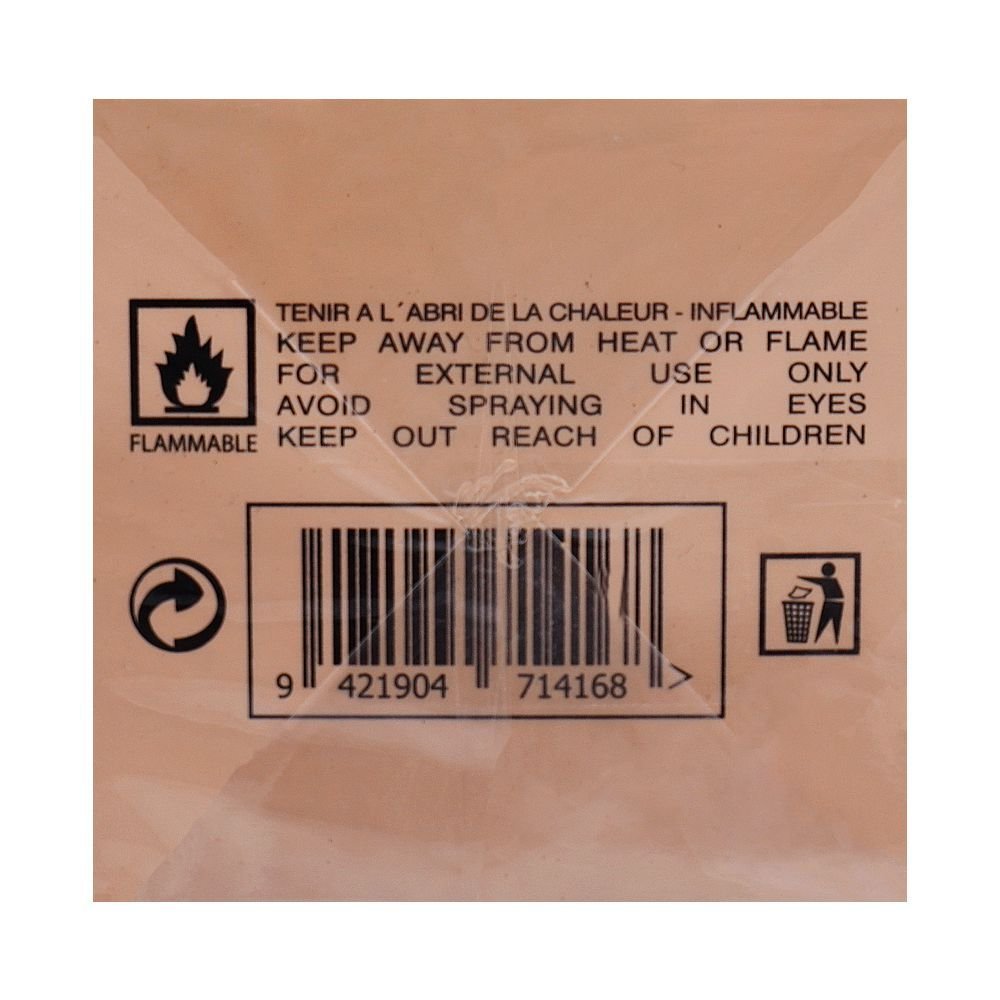 TENIR A L´ABRI DE LA CHALEUR - INFLAMMABLE
KEEP AWAY FROM HEAT OR FLAME
FOR EXTERNAL USE ONLY
AVOID SPRAYING IN EYES
KEEP OUT REACH OF CHILDREN
FLAMMABLE
9 421904 714168 >